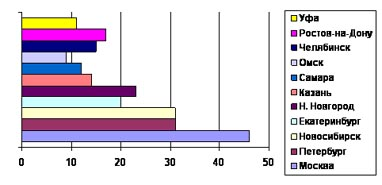 Уфа
Ростов-на-Дону
Челябинск
Омск
Самара
Казань
Н. Новгород
Екатеринбург
Новосибирск
Петербург
Москва
0 10 20 30 40 50